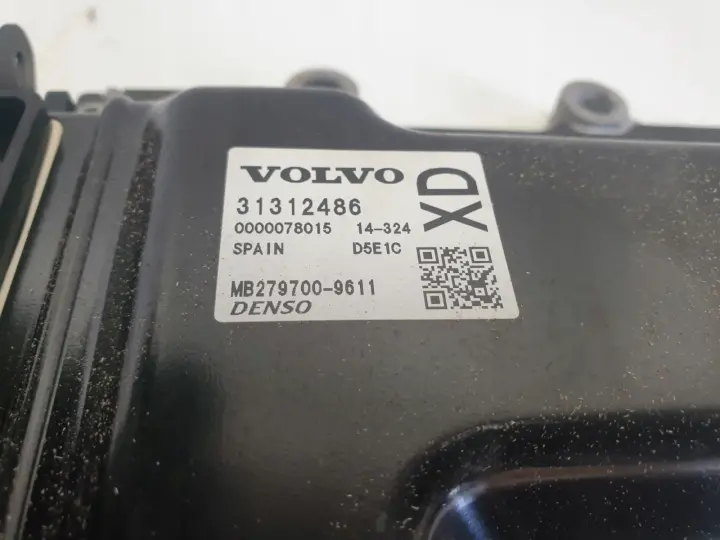 VOLVO
31312486
0000078015 14-324
SPAIN D5E1C
MB279700-9611
DENSO
XD